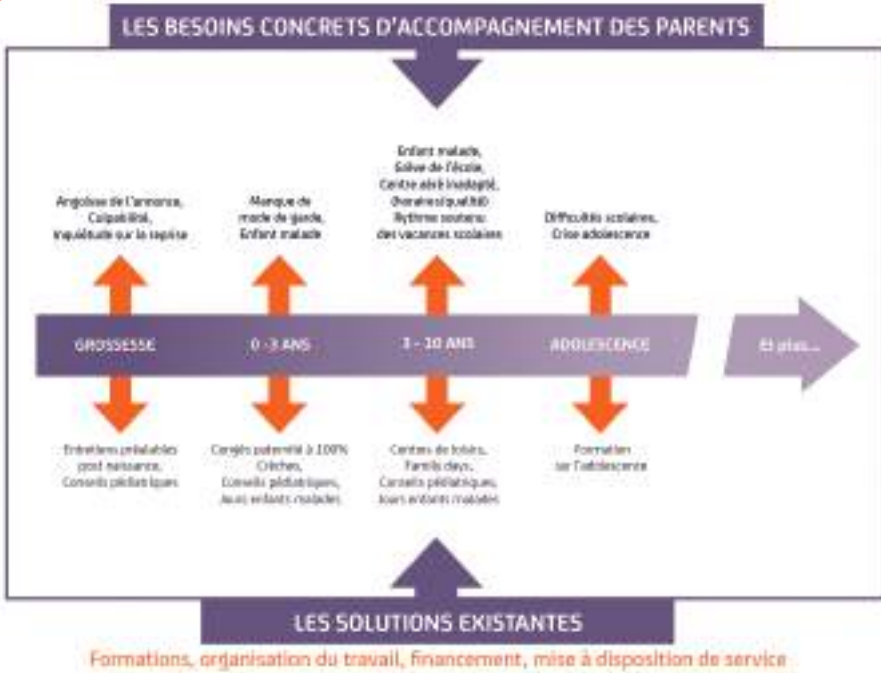 LES BESOINS CONCRETS D'ACCOMPAGNEMENT DES PARENTS
Angoisse de l'annonce,
Culpabilité,
Inquiétude sur la reprise
Manque de
mode de garde,
Enfant malade
Enfant malade,
Grève de l'école,
Centre aéré inadapté,
(horaires/qualité)
Rythme soutenu
des vacances scolaires
Difficultés scolaires,
Crise adolescence
GROSSESSE
0 -3 ANS
3 - 10 ANS
ADOLESCENCE
Et plus...
Entretiens préalables
post naissance,
Conseils pédiatriques
Congés paternité à 100%
Crèches,
Conseils pédiatriques,
Jours enfants malades
Centres de loisirs,
Family days,
Conseils pédiatriques,
Jours enfants malades
Formation
sur l'adolescence
LES SOLUTIONS EXISTANTES
Formations, organisation du travail, financement, mise à disposition de service